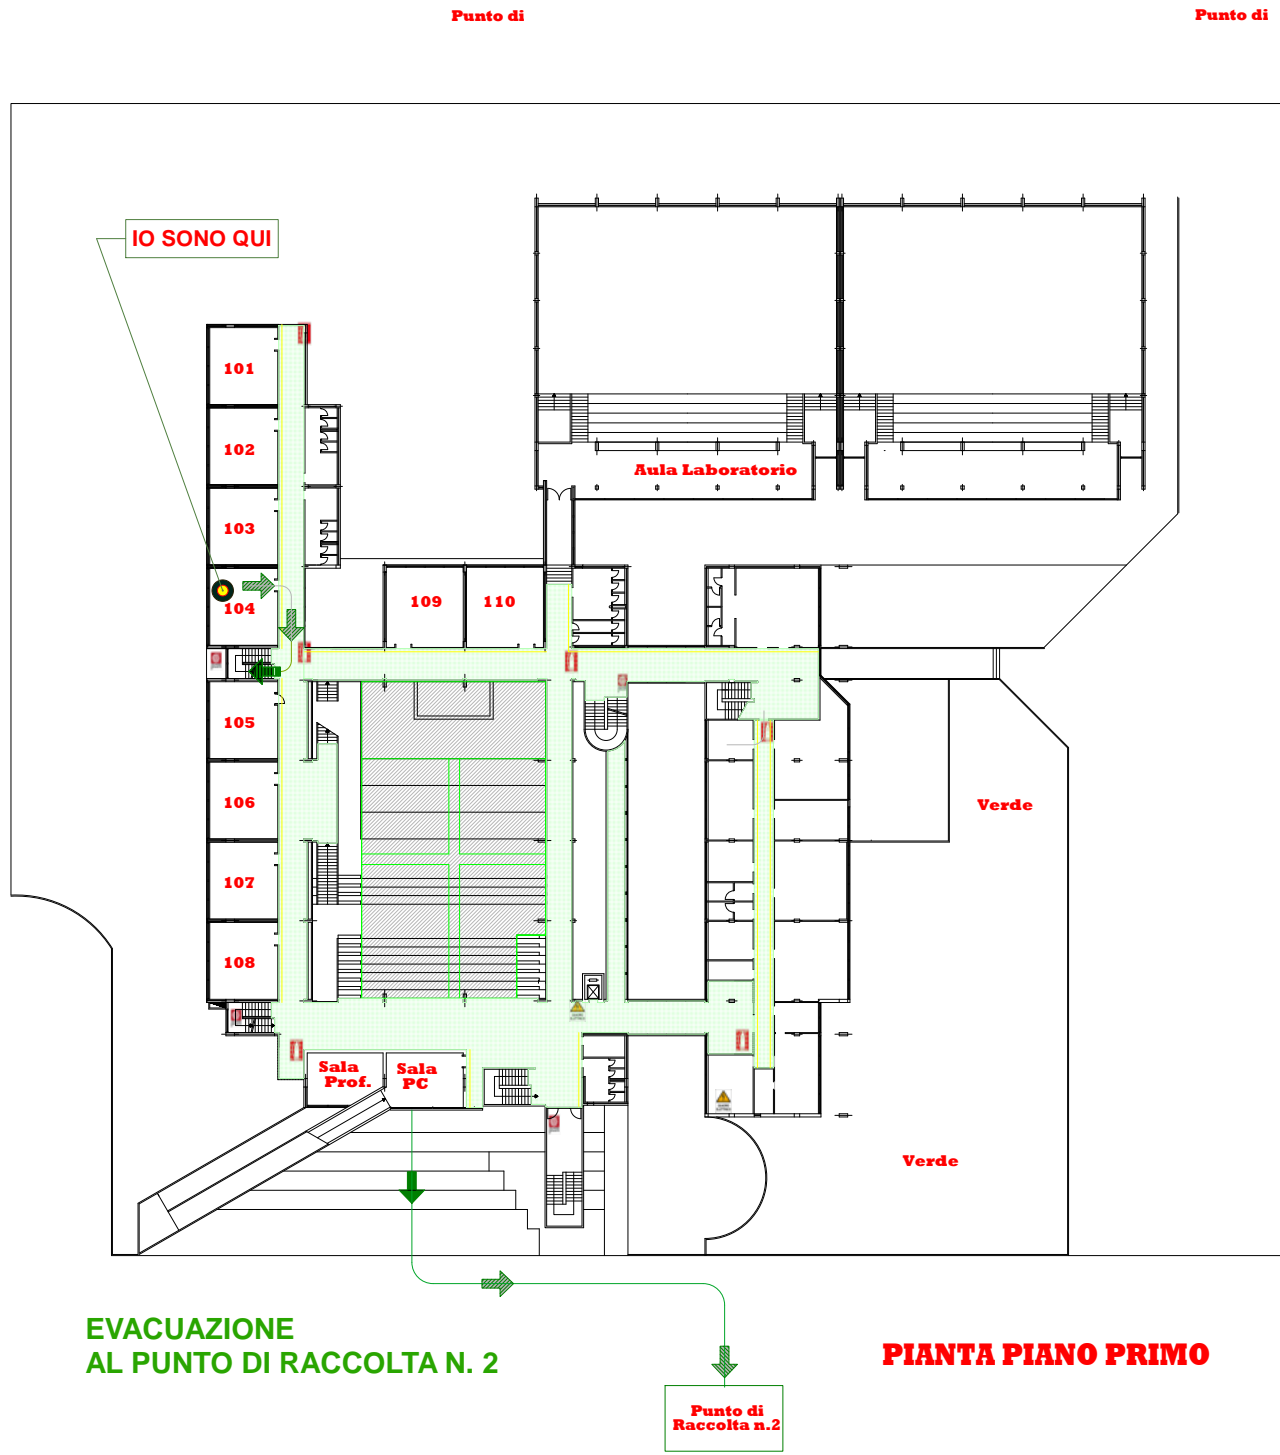 Punto di
Punto di
IO SONO QUI
101
102
103
104
Aula Laboratorio
109
110
105
106
107
108
Verde
Sala
Prof.
Sala
PC
Verde
EVACUAZIONE
AL PUNTO DI RACCOLTA N. 2
PIANTA PIANO PRIMO
Punto di
Raccolta n.2